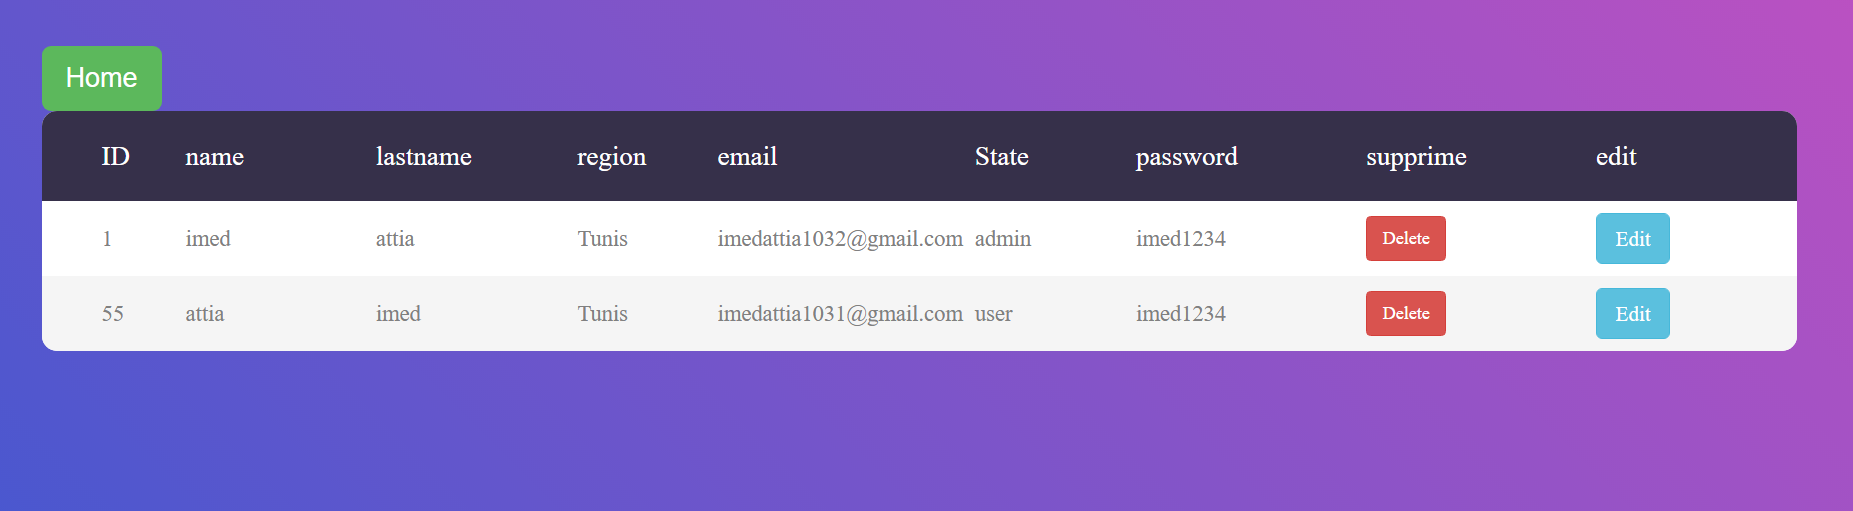 Home
ID name lastname region email State password supprime edit
1 imed attia Tunis imedattia1032@gmail.com admin imed1234 Delete Edit
55 attia imed Tunis imedattia1031@gmail.com user imed1234 Delete Edit